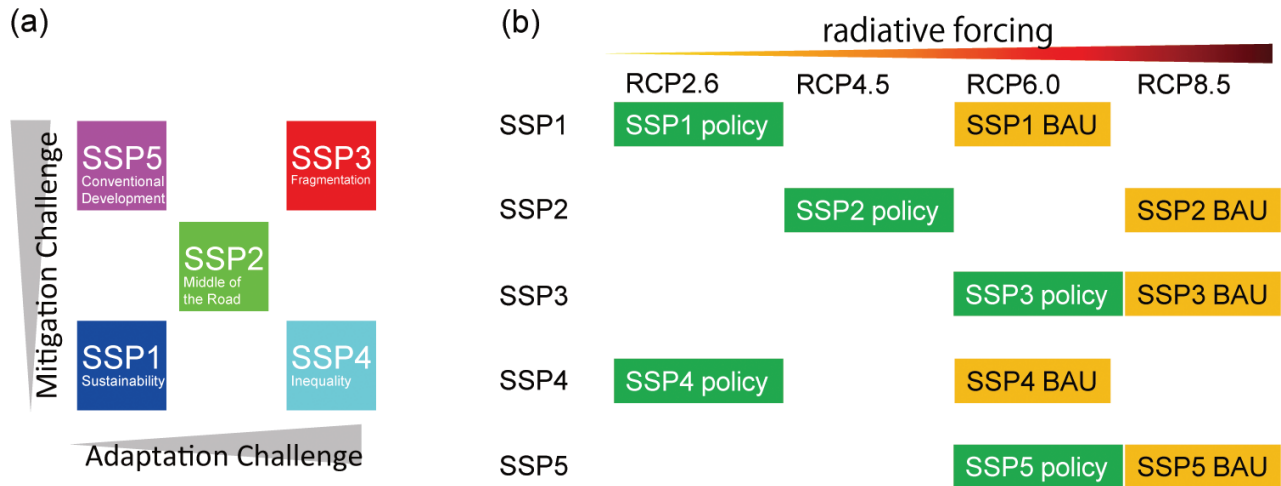 (a)
Mitigation Challenge
SSP5
Conventional
Development
SSP3
Fragmentation
SSP2
Middle of
the Road
SSP1
Sustainability
SSP4
Inequality
Adaptation Challenge
(b)
radiative forcing
RCP2.6 RCP4.5 RCP6.0 RCP8.5
SSP1 SSP1 policy SSP1 BAU
SSP2 SSP2 policy SSP2 BAU
SSP3 SSP3 policy SSP3 BAU
SSP4 SSP4 policy SSP4 BAU
SSP5 SSP5 policy SSP5 BAU